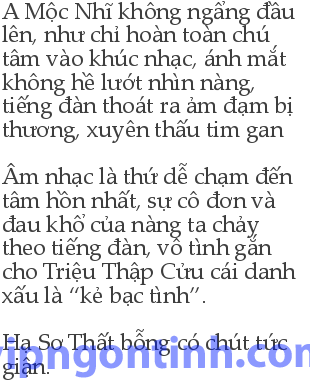 A Mộc Nhĩ không ngẩng đầu
lên, như chỉ hoàn toàn chú
tâm vào khúc nhạc, ánh mắt
không hề lướt nhìn nàng,
tiếng đàn thoát ra ảm đạm bị
thương, xuyên thấu tim gan
Âm nhạc là thứ dễ chạm đến
tâm hồn nhất, sự cô đơn và
đau khổ của nàng ta chảy
theo tiếng đàn, vô tình gắn
cho Triệu Thập Cửu cái danh
xấu là “kẻ bạc tình”.
Hạ Sơ Thất bỗng có chút tức
giận.
vipngontinh.com